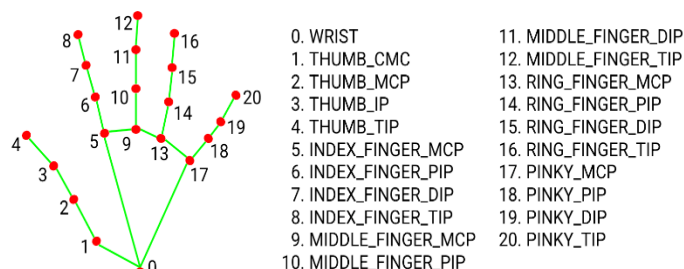 12
8
16
11
7
15
20
10
6
14
19
4
5
9
13
18
3
17
2
1
0
0. WRIST
1. THUMB_CMC
2. THUMB_MCP
3. THUMB_IP
4. THUMB_TIP
5. INDEX_FINGER_MCP
6. INDEX_FINGER_PIP
7. INDEX_FINGER_DIP
8. INDEX_FINGER_TIP
9. MIDDLE_FINGER_MCP
10. MIDDLE_FINGER_PIP
11. MIDDLE_FINGER_DIP
12. MIDDLE_FINGER_TIP
13. RING_FINGER_MCP
14. RING_FINGER_PIP
15. RING_FINGER_DIP
16. RING_FINGER_TIP
17. PINKY_MCP
18. PINKY_PIP
19. PINKY_DIP
20. PINKY_TIP